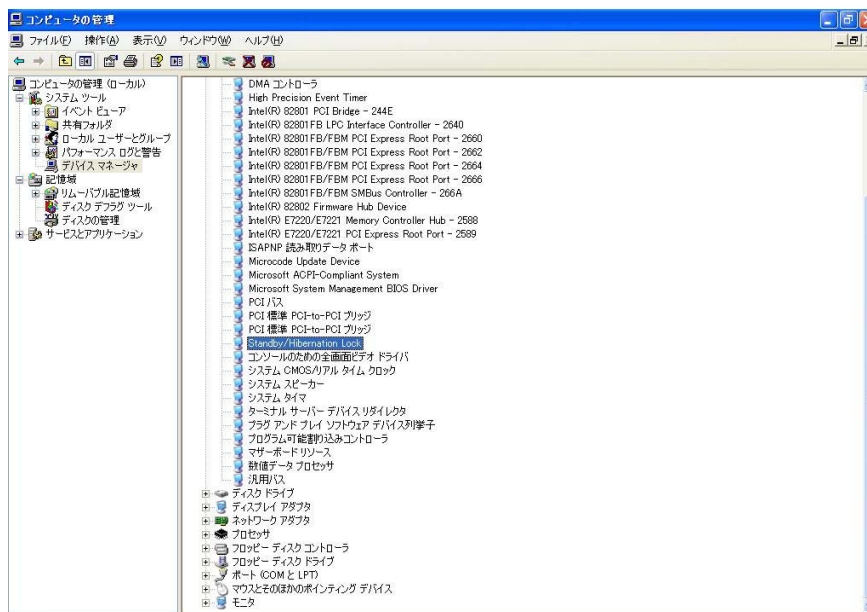 コンピュータの管理
ファイル(F) 操作(A) 表示(V) ウィンドウ(W) ヘルプ(H)
コンピュータの管理 (ローカル)
システム ツール
イベント ビューア
共有フォルダ
ローカル ユーザーとグループ
パフォーマンス ログと警告
デバイス マネージャ
記憶域
リムーバブル記憶域
ディスク デフラグ ツール
ディスクの管理
サービスとアプリケーション
DMA コントローラ
High Precision Event Timer
Intel(R) 82801 PCI Bridge - 244E
Intel(R) 82801FB LPC Interface Controller - 2640
Intel(R) 82801FB/FBM PCI Express Root Port - 2660
Intel(R) 82801FB/FBM PCI Express Root Port - 2662
Intel(R) 82801FB/FBM PCI Express Root Port - 2664
Intel(R) 82801FB/FBM PCI Express Root Port - 2666
Intel(R) 82801FB/FBM SMBus Controller - 266A
Intel(R) 82802 Firmware Hub Device
Intel(R) E7220/E7221 Memory Controller Hub - 2588
Intel(R) E7220/E7221 PCI Express Root Port - 2589
ISAPNP 読み取りデータ ポート
Microcode Update Device
Microsoft ACPI-Compliant System
Microsoft System Management BIOS Driver
PCI バス
PCI 標準 PCI-to-PCI ブリッジ
PCI 標準 PCI-to-PCI ブリッジ
Standby/Hibernation Lock
コンソールのための全画面ビデオ ドライバ
システム CMOS/リアル タイム クロック
システム スピーカー
システム タイマ
ターミナル サーバー デバイス リダイレクタ
プラグ アンド プレイ ソフトウェア デバイス列挙子
プログラム可能割り込みコントローラ
マザーボード リソース
数値データ プロセッサ
汎用バス
ディスク ドライブ
ディスプレイ アダプタ
ネットワーク アダプタ
プロセッサ
フロッピー ディスク コントローラ
フロッピー ディスク ドライブ
ポート (COM と LPT)
マウスとそのほかのポインティング デバイス
モニタ